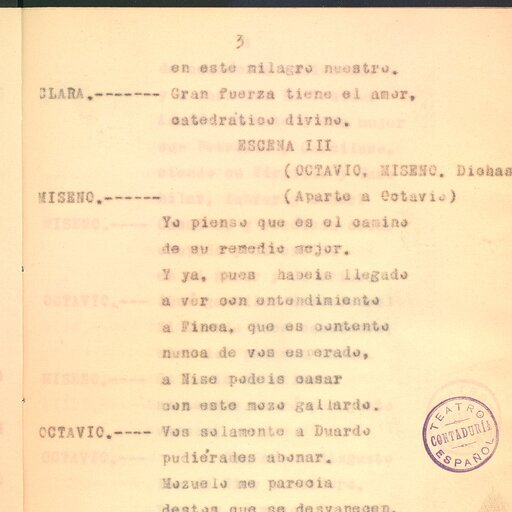 3
en este milagro nuestro.
CLARA.------- Gran fuerza tiene el amor,
catedrático divino.
ESCENA III
(OCTAVIO, MISENO. Dichas
MISENO.------ (Aparte a Octavio)
Yo pienso que es el camino
de su remedio mejor.
Y ya, pues habeis llegado
a ver con entendimiento
a Finea, que es contento
nunca de vos esperado,
a Nise podeis casar
con este mozo gallardo.
OCTAVIO.---- Vos solamente a Duardo
pudiérades abonar.
Mozuelo me parecia
destos que se desvanecen,
TEATRO ESPAÑOL
CONTADURÍA